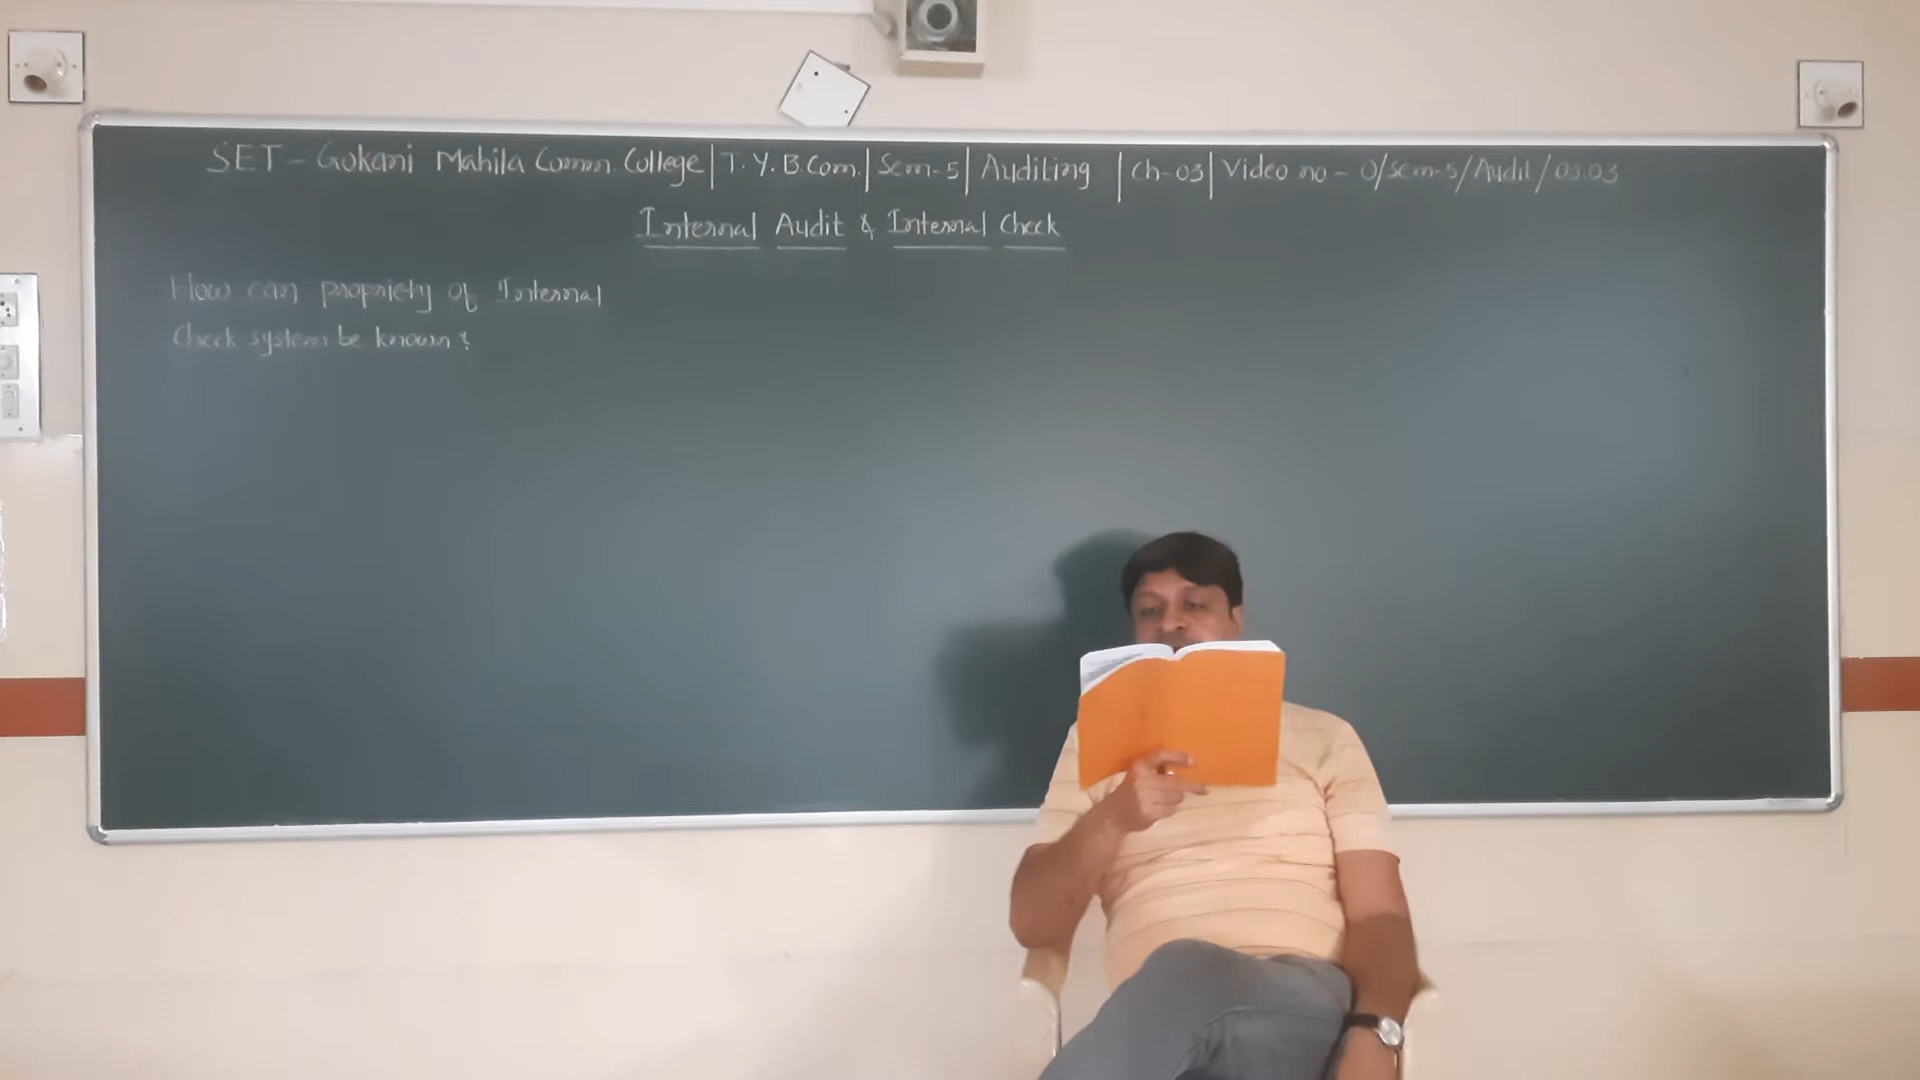 SET - Gokani Mahila Comm. College | T. Y. B.Com. | Sem-5 | Auditing | Ch-03 | Video no - O/sem-5/Audit/03.03
Internal Audit & Internal Check
How can propriety of Internal
Check system be known?